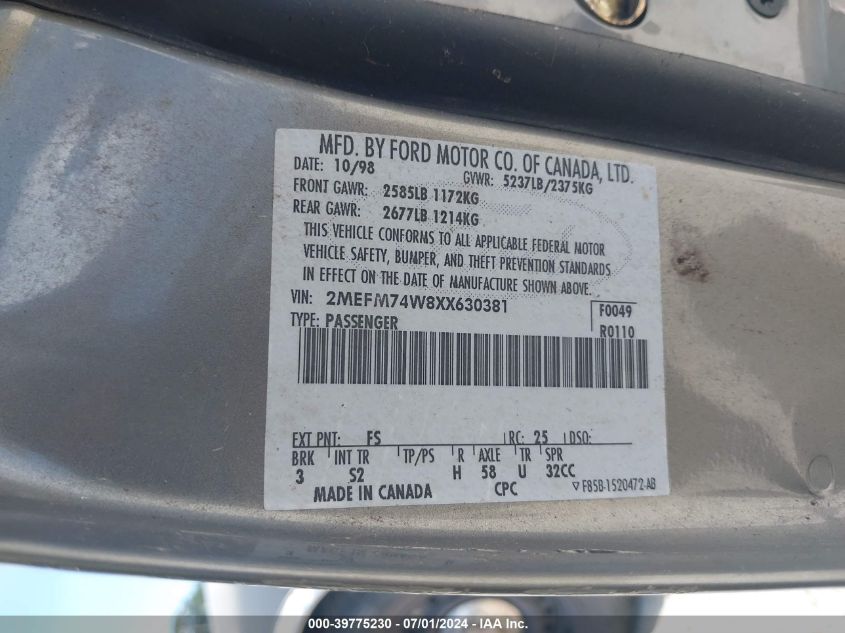 MFD. BY FORD MOTOR CO. OF CANADA, LTD.
DATE: 10/98 GVWR: 5237LB/2375KG
FRONT GAWR: 2585LB 1172KG
REAR GAWR: 2677LB 1214KG
THIS VEHICLE CONFORMS TO ALL APPLICABLE FEDERAL MOTOR
VEHICLE SAFETY, BUMPER, AND THEFT PREVENTION STANDARDS
IN EFFECT ON THE DATE OF MANUFACTURE SHOWN ABOVE.
VIN: 2MEFM74W8XX630381 F0049
TYPE: PASSENGER R0110
EXT PNT: FS RC: 25 DSO:
BRK INT TR TP/PS R AXLE TR SPR
3 S2 H 58 U 32CC
MADE IN CANADA CPC ▽ F85B-1520472-AB
000-39775230 - 07/01/2024 - IAA Inc.